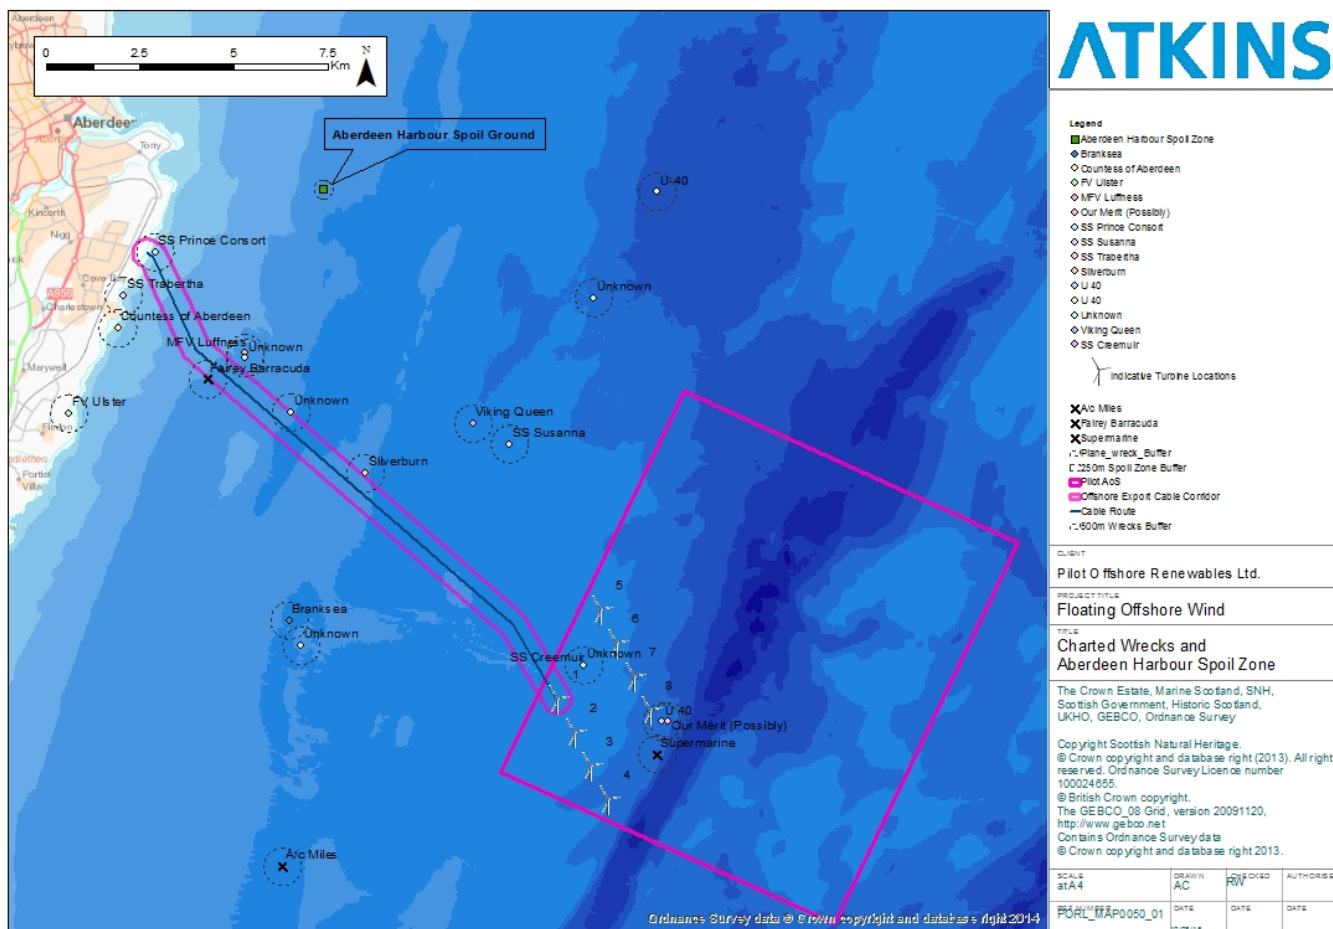 Aberdeen
0 2.5 5 7.5
Km
N
Aberdee
Aberdeen
Torry
Aberdeen Harbour Spoil Ground
U-40
Kincorth
Nigg
SS Prince Consort
Cove
SS Trabertha
Unknown
A956
Charlestown
Countess of Aberdeen
MFV Luffness
Unknown
Marywell
Fairey Barracuda
FV Ulster
Unknown
Viking Queen
SS Susanna
Silverburn
5
6
Branksea
Unknown
SS Creemuir
Unknown
7
1
8
2
U 40
Our Merit (Possibly)
3
Supermarine
4
A/c Miles
Ordnance Survey data © Crown copyright and database right 2014
ATKINS
Legend
Aberdeen Harbour Spoil Zone
Branksea
Countess of Aberdeen
FV Ulster
MFV Luffness
Our Merit (Possibly)
SS Prince Consort
SS Susanna
SS Trabertha
Silverburn
U 40
U 40
Unknown
Viking Queen
SS Creemuir
Indicative Turbine Locations
A/c Miles
Fairey Barracuda
Supermarine
Plane_wreck_Buffer
250m Spoil Zone Buffer
Pilot AoS
Offshore Export Cable Corridor
Cable Route
500m Wrecks Buffer
CLIENT
Pilot Offshore Renewables Ltd.
PROJECT TITLE
Floating Offshore Wind
TITLE
Charted Wrecks and
Aberdeen Harbour Spoil Zone
The Crown Estate, Marine Scotland, SNH,
Scottish Government, Historic Scotland,
UKHO, GEBCO, Ordnance Survey
Copyright Scottish Natural Heritage.
© Crown copyright and database right (2013). All right
reserved. Ordnance Survey Licence number
100024655.
© British Crown copyright.
The GEBCO_08 Grid, version 20091120,
http://www.gebco.net
Contains Ordnance Survey data
© Crown copyright and database right 2013.
SCALE DRAWN CHECKED AUTHORISE
at A4 AC RW
PORL_MAP0050_01
DATE DATE DATE